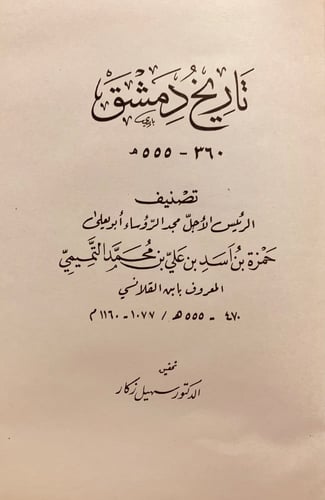 تاريخ دمشق
٣٦٠ - ٥٥٥ هـ
تصنيف
الرئيس الأجل مجد الرؤساء أبو يعلى
حمزة بن أسد بن علي بن محمد التميمي
المعروف بابن القلانسي
٤٧٠ - ٥٥٥ هـ / ١٠٧٧ - ١١٦٠ م
تحقيق
الدكتور سهيل زكار